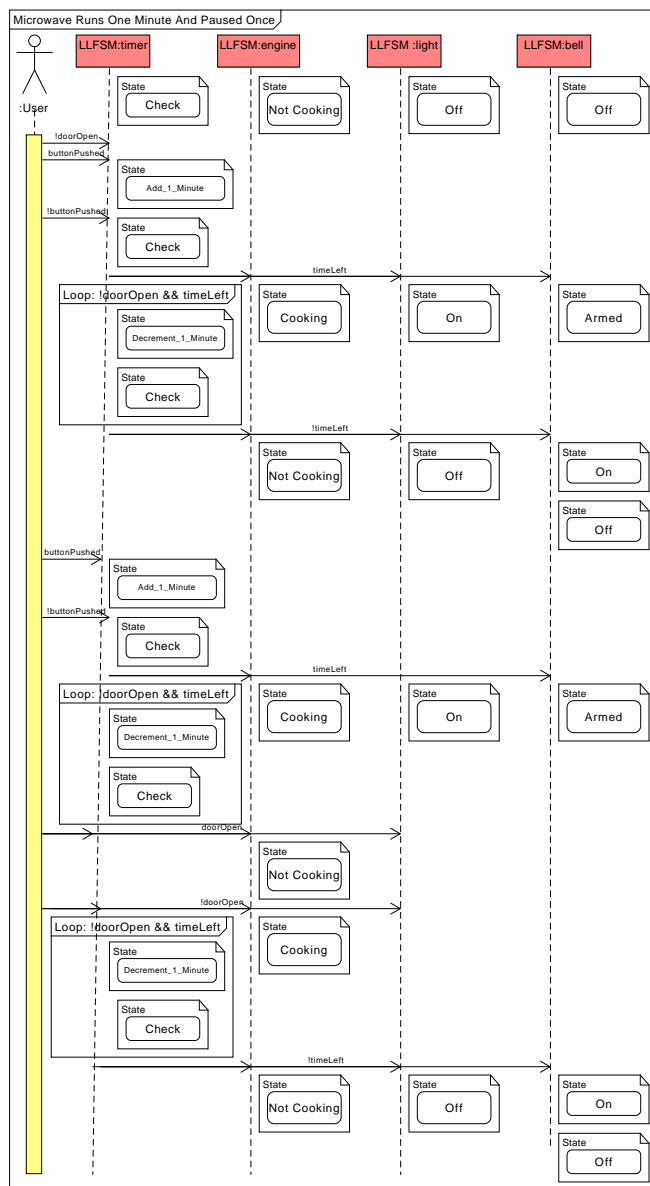 Microwave Runs One Minute And Paused Once
LLFSM:timer
LLFSM:engine
LLFSM :light
LLFSM:bell
:User
State
Check
State
Not Cooking
State
Off
State
Off
!doorOpen
buttonPushed
State
Add_1_Minute
!buttonPushed
State
Check
timeLeft
Loop: !doorOpen && timeLeft
State
Cooking
State
On
State
Armed
State
Decrement_1_Minute
State
Check
!timeLeft
State
Not Cooking
State
Off
State
On
State
Off
buttonPushed
State
Add_1_Minute
!buttonPushed
State
Check
timeLeft
Loop: !doorOpen && timeLeft
State
Cooking
State
On
State
Armed
State
Decrement_1_Minute
State
Check
doorOpen
State
Not Cooking
!doorOpen
Loop: !doorOpen && timeLeft
State
Cooking
State
Decrement_1_Minute
State
Check
!timeLeft
State
Not Cooking
State
Off
State
On
State
Off